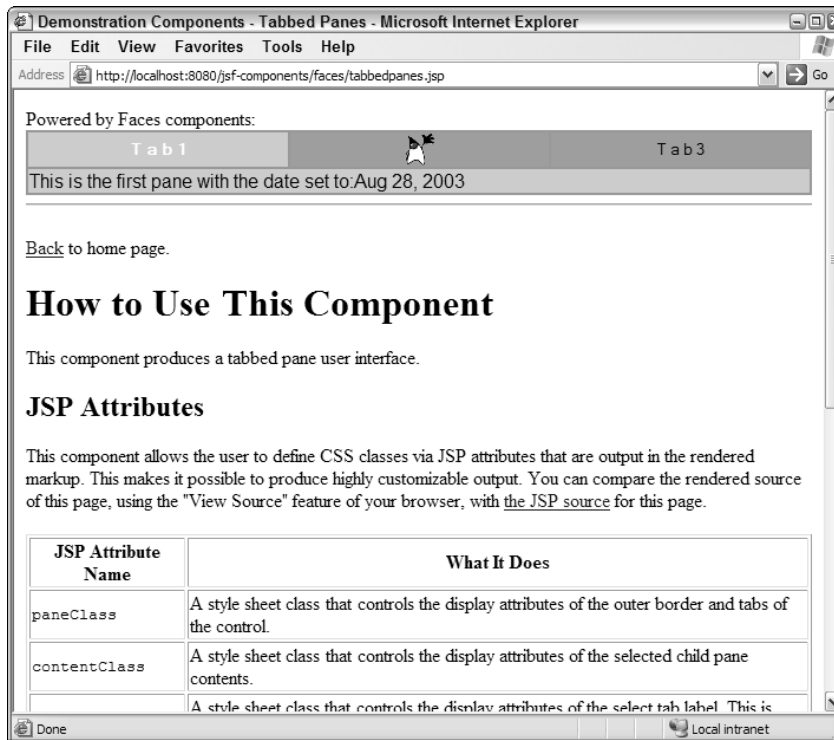 Demonstration Components - Tabbed Panes - Microsoft Internet Explorer
File Edit View Favorites Tools Help
Address http://localhost:8080/jsf-components/faces/tabbedpanes.jsp Go
Powered by Faces components:
Tab1 Tab3
This is the first pane with the date set to:Aug 28, 2003
Back to home page.
How to Use This Component
This component produces a tabbed pane user interface.
JSP Attributes
This component allows the user to define CSS classes via JSP attributes that are output in the rendered
markup. This makes it possible to produce highly customizable output. You can compare the rendered source
of this page, using the "View Source" feature of your browser, with the JSP source for this page.
JSP Attribute
Name
What It Does
paneClass
A style sheet class that controls the display attributes of the outer border and tabs of
the control.
contentClass
A style sheet class that controls the display attributes of the selected child pane
contents.
A style sheet class that controls the display attributes of the select tab label. This is
Done Local intranet